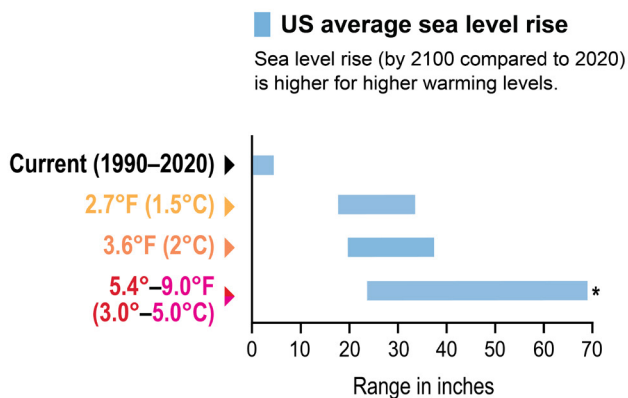 US average sea level rise
Sea level rise (by 2100 compared to 2020)
is higher for higher warming levels.
Current (1990–2020)
2.7°F (1.5°C)
3.6°F (2°C)
5.4°–9.0°F
(3.0°–5.0°C)
*
0 10 20 30 40 50 60 70
Range in inches